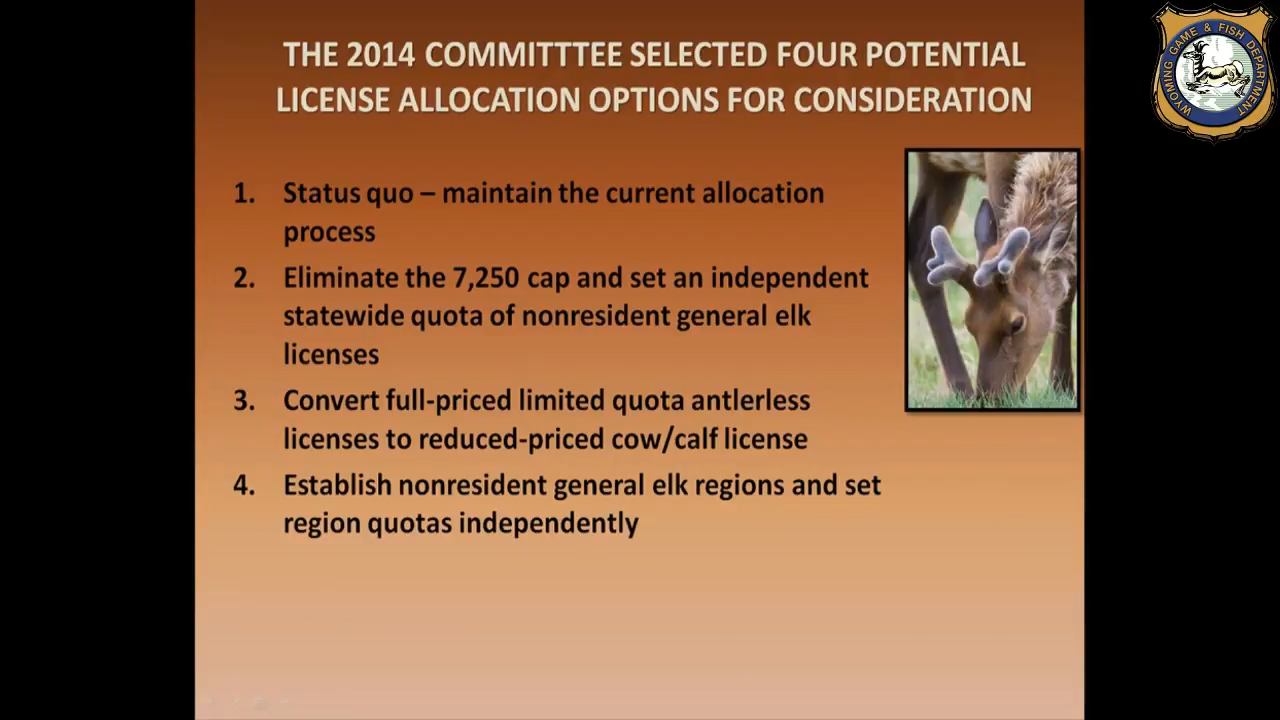 THE 2014 COMMITTTEE SELECTED FOUR POTENTIAL
LICENSE ALLOCATION OPTIONS FOR CONSIDERATION
WYOMING GAME & FISH DEPARTMENT
1. Status quo – maintain the current allocation
process
2. Eliminate the 7,250 cap and set an independent
statewide quota of nonresident general elk
licenses
3. Convert full-priced limited quota antlerless
licenses to reduced-priced cow/calf license
4. Establish nonresident general elk regions and set
region quotas independently